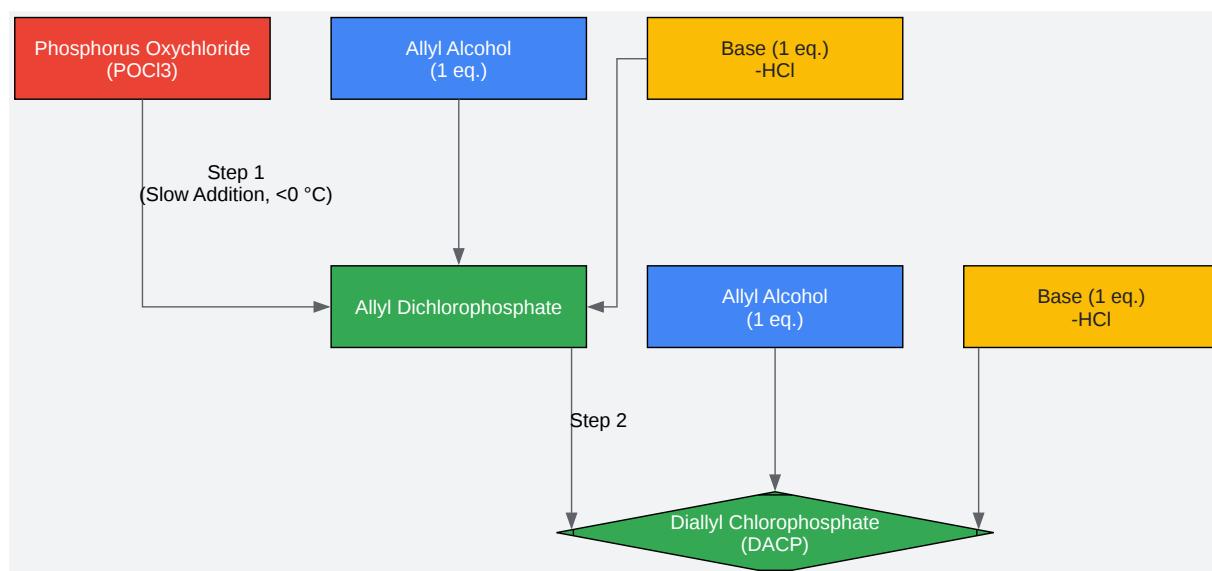 Phosphorus Oxychloride
(POCl3)
Allyl Alcohol
(1 eq.)
Base (1 eq.)
-HCl
Step 1
(Slow Addition, <0 °C)
Allyl Dichlorophosphate
Allyl Alcohol
(1 eq.)
Base (1 eq.)
-HCl
Step 2
Diallyl Chlorophosphate
(DACP)